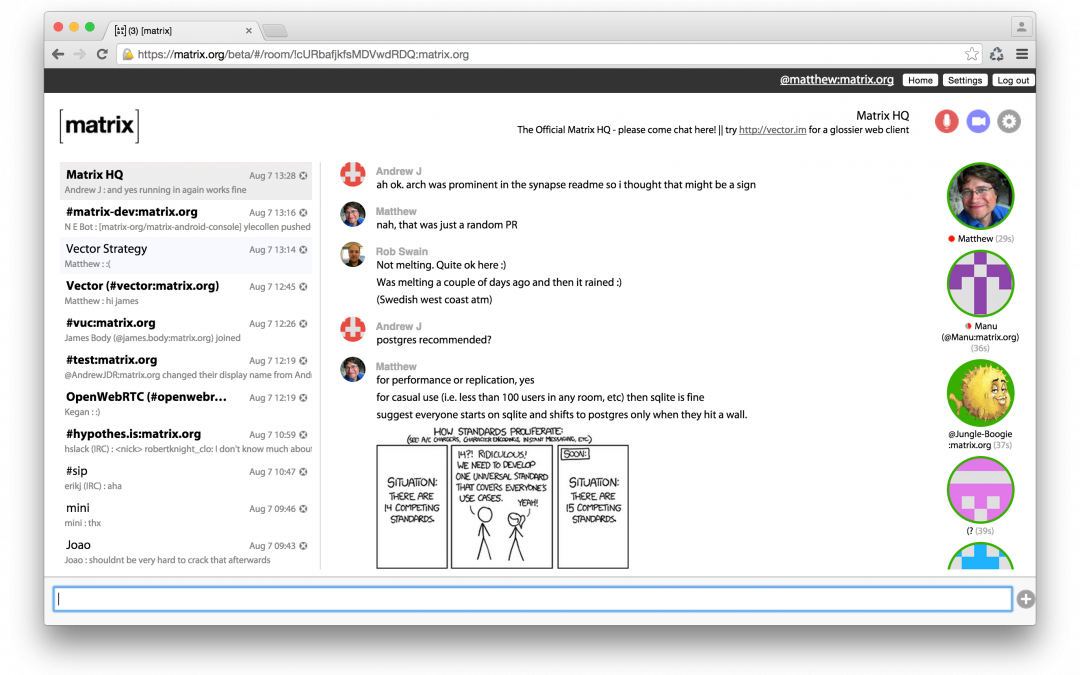 (3) [matrix]
https://matrix.org/beta/#/room/!cURbafjkfsMDVwdRDQ:matrix.org
@matthew:matrix.org Home Settings Log out
[matrix]
Matrix HQ
The Official Matrix HQ - please come chat here! || try http://vector.im for a glossier web client
Matrix HQ Aug 7 13:28
Andrew J : and yes running in again works fine
#matrix-dev:matrix.org Aug 7 13:16
N E Bot : [matrix-org/matrix-android-console] ylecollen pushed
Vector Strategy Aug 7 13:14
Matthew : :(
Vector (#vector:matrix.org) Aug 7 12:45
Matthew : hi james
#vuc:matrix.org Aug 7 12:26
James Body (@james.body:matrix.org) joined
#test:matrix.org Aug 7 12:19
@AndrewJDR:matrix.org changed their display name from Andr
OpenWebRTC (#openwebr... Aug 7 12:19
Kegan : :)
#hypothes.is:matrix.org Aug 7 10:59
hslack (IRC) : <nick> robertknight_clo: I don't know much about
#sip Aug 7 10:47
erikj (IRC) : aha
mini Aug 7 09:46
mini : thx
Joao Aug 7 09:43
Joao : shouldnt be very hard to crack that afterwards
Andrew J
ah ok. arch was prominent in the synapse readme so i thought that might be a sign
Matthew
nah, that was just a random PR
Rob Swain
Not melting. Quite ok here :)
Was melting a couple of days ago and then it rained :)
(Swedish west coast atm)
Andrew J
postgres recommended?
Matthew
for performance or replication, yes
for casual use (i.e. less than 100 users in any room, etc) then sqlite is fine
suggest everyone starts on sqlite and shifts to postgres only when they hit a wall.
HOW STANDARDS PROLIFERATE:
(SEE: A/C CHARGERS, CHARACTER ENCODINGS, INSTANT MESSAGING, ETC.)
SITUATION:
THERE ARE
14 COMPETING
STANDARDS.
14?! RIDICULOUS!
WE NEED TO DEVELOP
ONE UNIVERSAL STANDARD
THAT COVERS EVERYONE'S
USE CASES.
YEAH!
SOON:
SITUATION:
THERE ARE
15 COMPETING
STANDARDS.
Matthew (29s)
Manu
(@Manu:matrix.org)
(36s)
@Jungle-Boogie
:matrix.org (37s)
(? (39s)